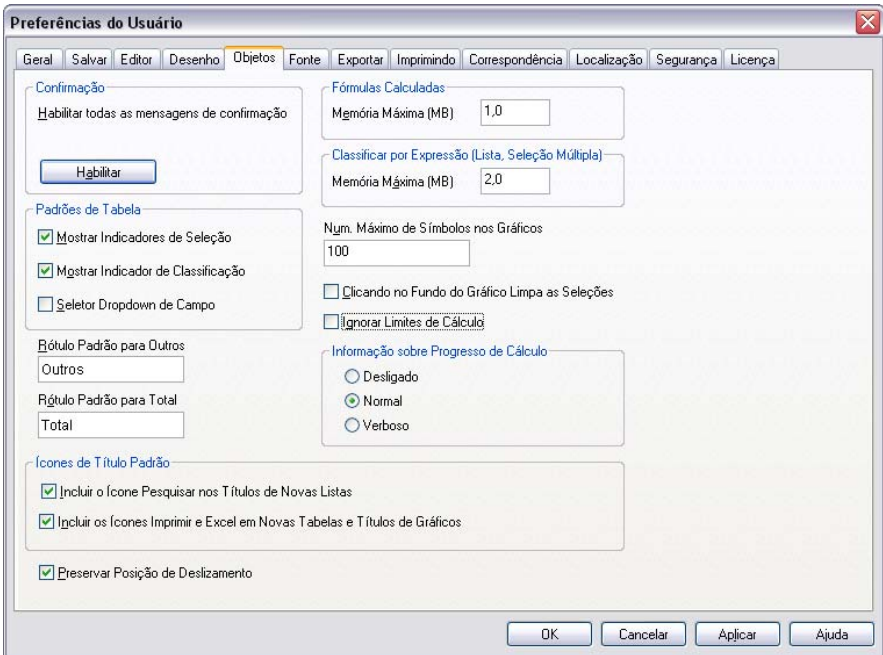 Preferências do Usuário
Geral Salvar Editor Desenho Objetos Fonte Exportar Imprimindo Correspondência Localização Segurança Licença
Confirmação
Habilitar todas as mensagens de confirmação
Habilitar
Padrões de Tabela
Mostrar Indicadores de Seleção
Mostrar Indicador de Classificação
Seletor Dropdown de Campo
Rótulo Padrão para Outros
Outros
Rótulo Padrão para Total
Total
Fórmulas Calculadas
Memória Máxima (MB) 1,0
Classificar por Expressão (Lista, Seleção Múltipla)
Memória Máxima (MB) 2,0
Num. Máximo de Símbolos nos Gráficos
100
Clicando no Fundo do Gráfico Limpa as Seleções
Ignorar Limites de Cálculo
Informação sobre Progresso de Cálculo
Desligado
Normal
Verboso
Ícones de Título Padrão
Incluir o Ícone Pesquisar nos Títulos de Novas Listas
Incluir os Ícones Imprimir e Excel em Novas Tabelas e Títulos de Gráficos
Preservar Posição de Deslizamento
OK Cancelar Aplicar Ajuda